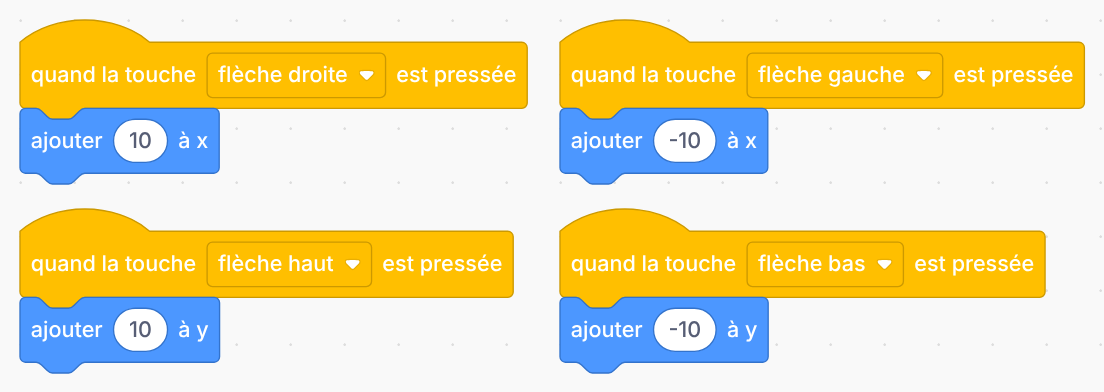 quand la touche flèche droite est pressée
ajouter 10 à x
quand la touche flèche gauche est pressée
ajouter -10 à x
quand la touche flèche haut est pressée
ajouter 10 à y
quand la touche flèche bas est pressée
ajouter -10 à y